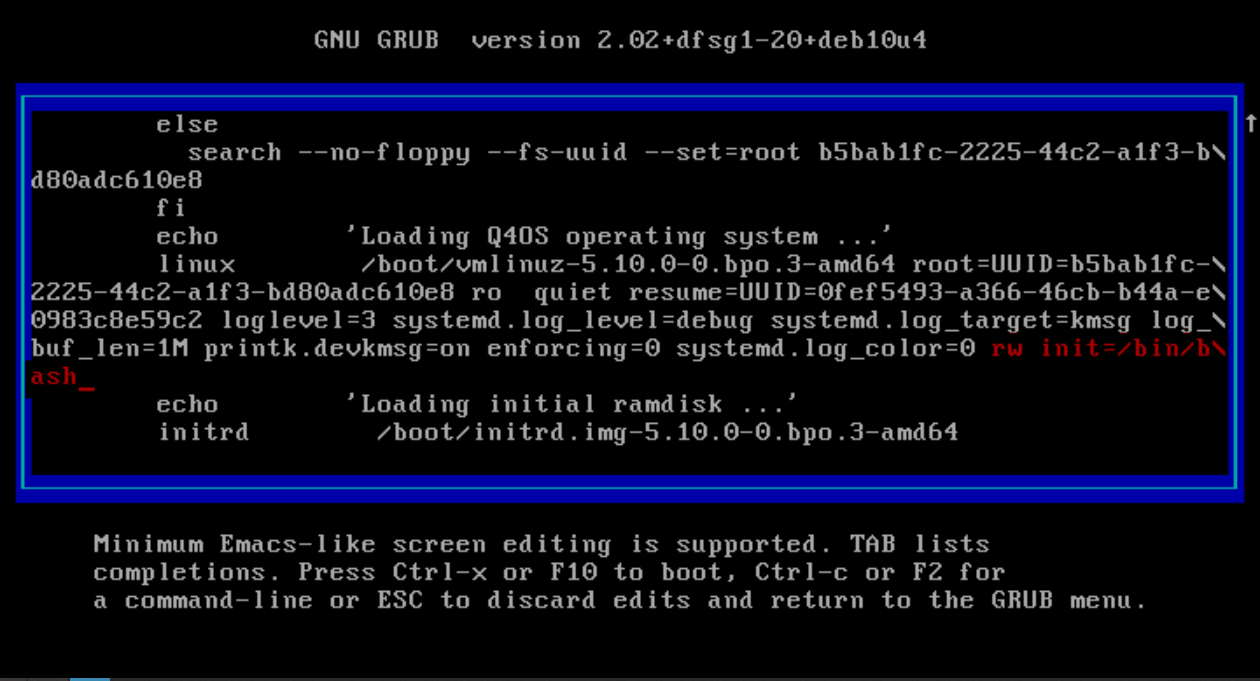 GNU GRUB  version 2.02+dfsg1-20+deb10u4
else
search --no-floppy --fs-uuid --set=root b5bab1fc-2225-44c2-a1f3-b\
d80adc610e8
fi
echo 'Loading Q4OS operating system ...'
linux /boot/vmlinuz-5.10.0-0.bpo.3-amd64 root=UUID=b5bab1fc-\
2225-44c2-a1f3-bd80adc610e8 ro  quiet resume=UUID=0fef5493-a366-46cb-b44a-e\
0983c8e59c2 loglevel=3 systemd.log_level=debug systemd.log_target=kmsg log_\
buf_len=1M printk.devkmsg=on enforcing=0 systemd.log_color=0 rw init=/bin/b\
ash_
echo 'Loading initial ramdisk ...'
initrd /boot/initrd.img-5.10.0-0.bpo.3-amd64
Minimum Emacs-like screen editing is supported. TAB lists
completions. Press Ctrl-x or F10 to boot, Ctrl-c or F2 for
a command-line or ESC to discard edits and return to the GRUB menu.